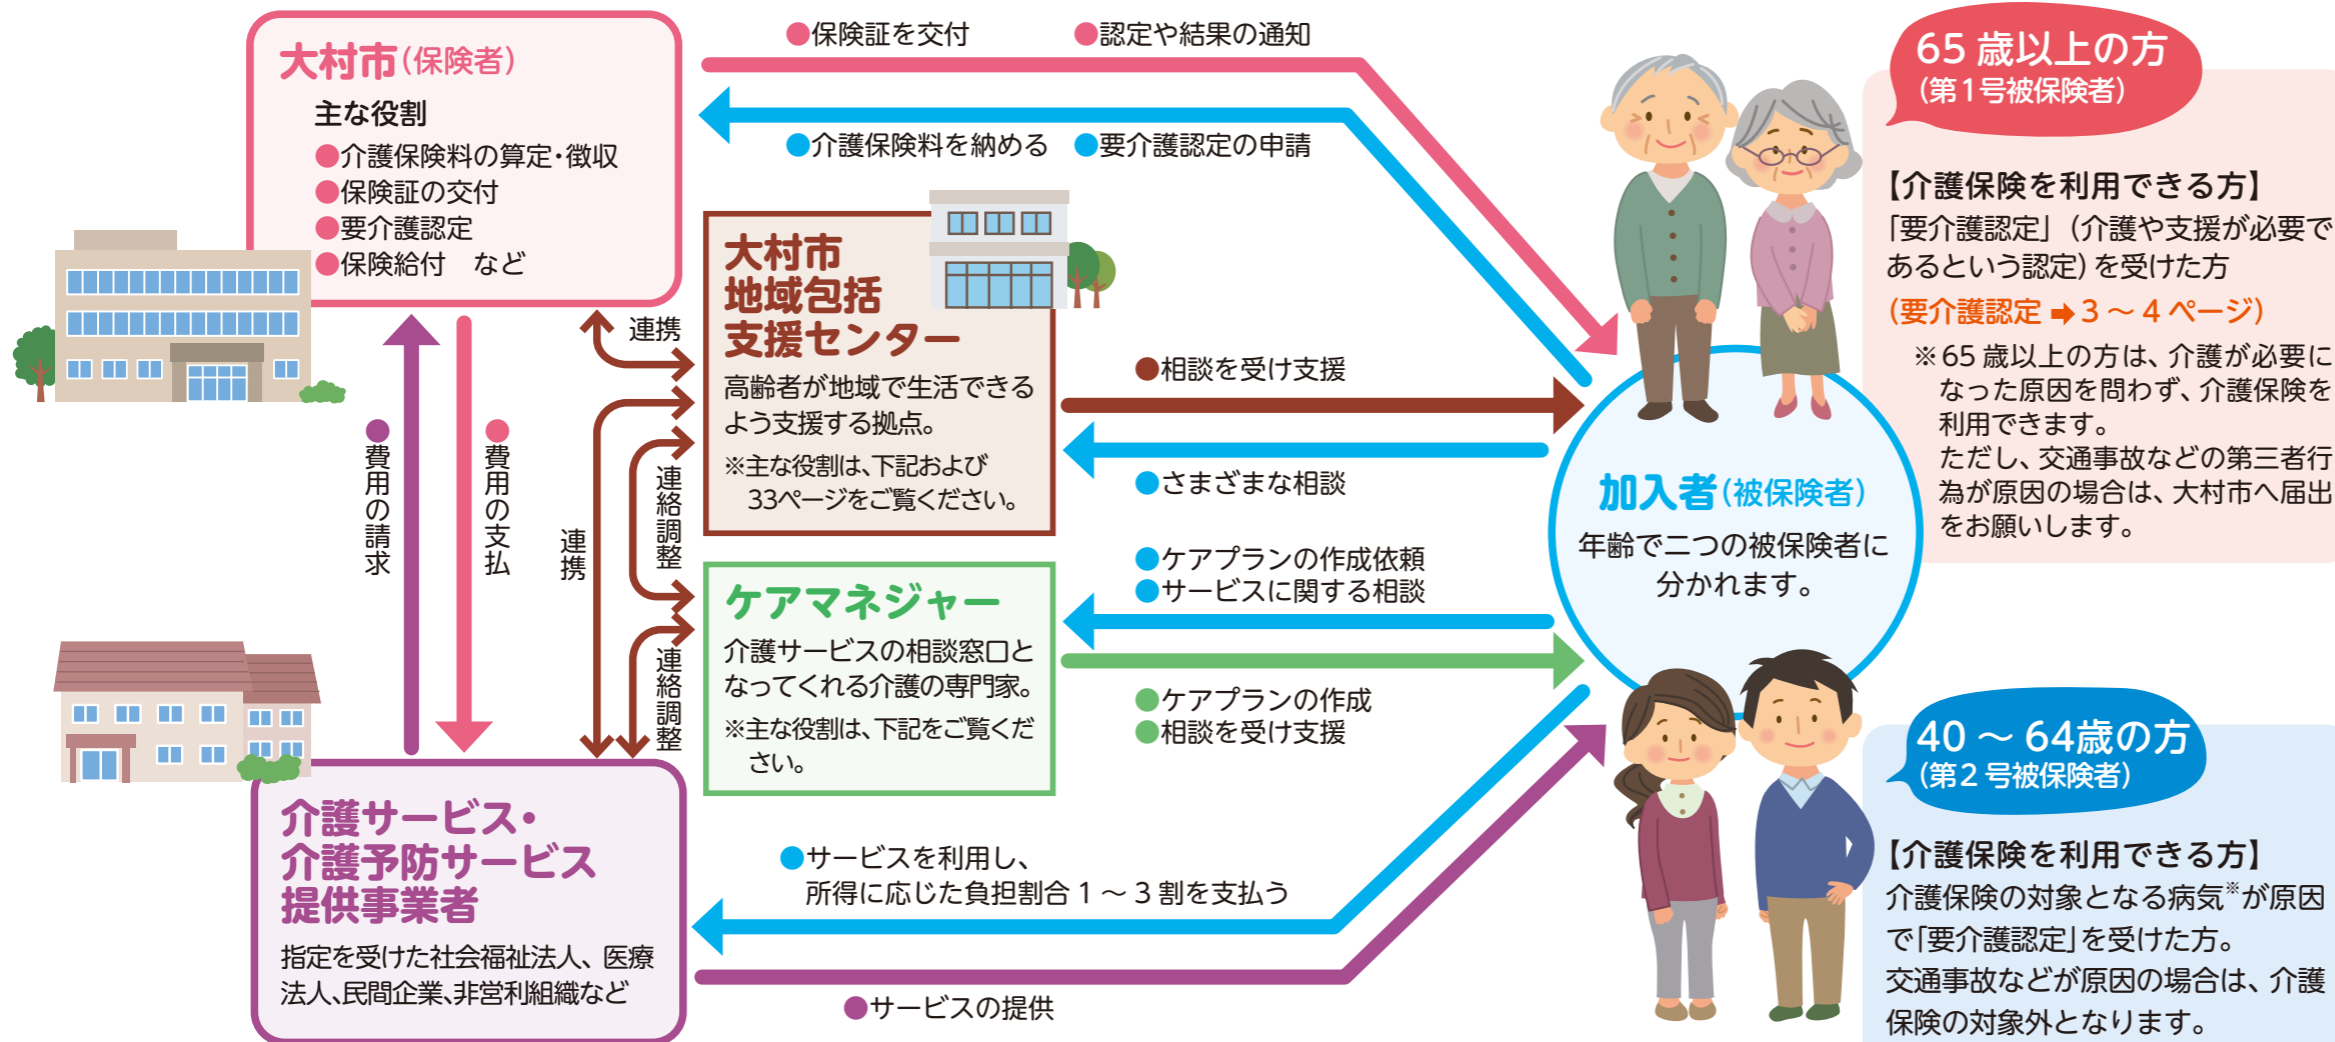 大村市(保険者)
主な役割
●介護保険料の算定・徴収
●保険証の交付
●要介護認定
●保険給付　など
●保険証を交付
●認定や結果の通知
●介護保険料を納める
●要介護認定の申請
大村市
地域包括
支援センター
高齢者が地域で生活できる
よう支援する拠点。
※主な役割は、下記および
33ページをご覧ください。
連携
連携
連絡調整
連絡調整
●費用の請求
●費用の支払
●相談を受け支援
●さまざまな相談
ケアマネジャー
介護サービスの相談窓口と
なってくれる介護の専門家。
※主な役割は、下記をご覧くだ
さい。
●ケアプランの作成依頼
●サービスに関する相談
●ケアプランの作成
●相談を受け支援
介護サービス・
介護予防サービス
提供事業者
指定を受けた社会福祉法人、医療
法人、民間企業、非営利組織など
●サービスを利用し、
所得に応じた負担割合 1 ～ 3 割を支払う
●サービスの提供
加入者(被保険者)
年齢で二つの被保険者に
分かれます。
65 歳以上の方
(第1号被保険者)
【介護保険を利用できる方】
「要介護認定」（介護や支援が必要で
あるという認定）を受けた方
(要介護認定 ➡ 3 ～ 4 ページ)
※65 歳以上の方は、介護が必要に
なった原因を問わず、介護保険を
利用できます。
ただし、交通事故などの第三者行
為が原因の場合は、大村市へ届出
をお願いします。
40 ～ 64歳の方
(第2号被保険者)
【介護保険を利用できる方】
介護保険の対象となる病気※が原因
で「要介護認定」を受けた方。
交通事故などが原因の場合は、介護
保険の対象外となります。